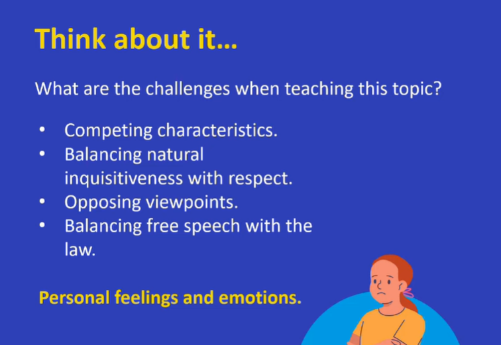 Think about it...
What are the challenges when teaching this topic?
• Competing characteristics.
• Balancing natural
inquisitiveness with respect.
• Opposing viewpoints.
• Balancing free speech with the
law.
Personal feelings and emotions.